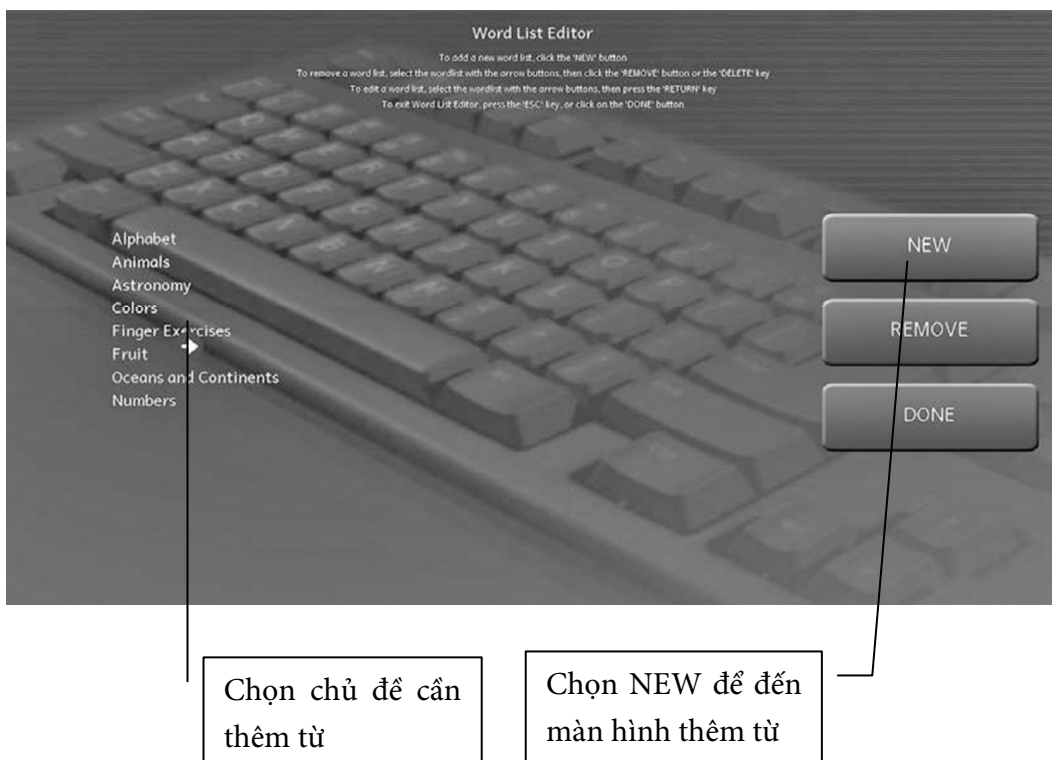 Word List Editor
To add a new word list, click the 'NEW' button
To remove a word list, select the wordlist with the arrow buttons, then click the 'REMOVE' button or the 'DELETE' key
To edit a word list, select the wordlist with the arrow buttons, then press the 'RETURN' key
To exit Word List Editor, press the 'ESC' key, or click on the 'DONE' button
Alphabet
Animals
Astronomy
Colors
Finger Exercises
Fruit
Oceans and Continents
Numbers
NEW
REMOVE
DONE
Chọn chủ đề cần
thêm từ
Chọn NEW để đến
màn hình thêm từ